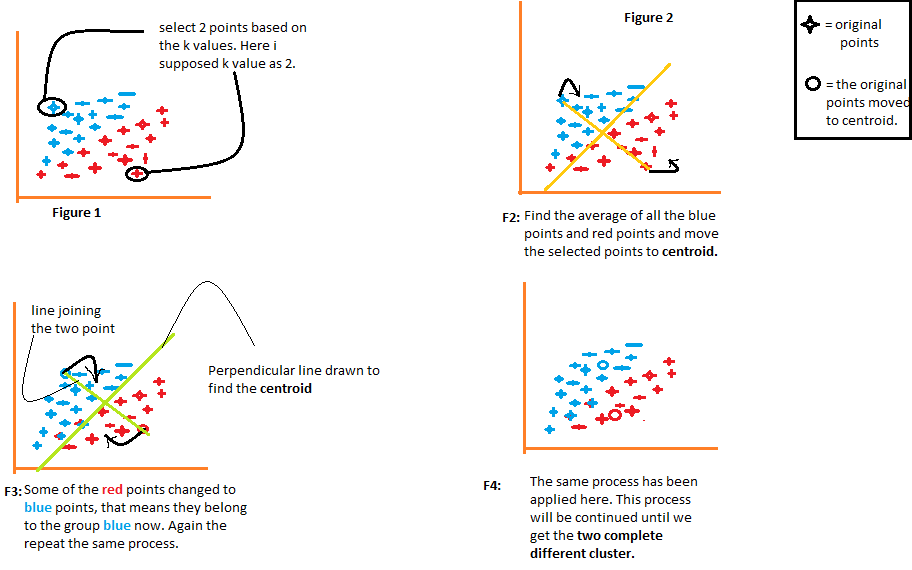 select 2 points based on
the k values. Here i
supposed k value as 2.
Figure 1
Figure 2
= original
points
= the original
points moved
to centroid.
F2: Find the average of all the blue
points and red points and move
the selected points to centroid.
line joining
the two point
Perpendicular line drawn to
find the centroid
F3: Some of the red points changed to
blue points, that means they belong
to the group blue now. Again the
repeat the same process.
F4: The same process has been
applied here. This process
will be continued until we
get the two complete
different cluster.